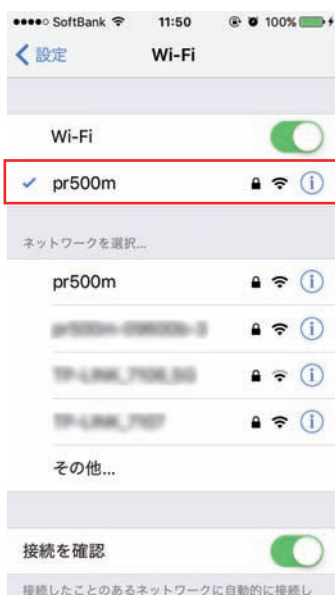 SoftBank 11:50 100%
設定 Wi-Fi
Wi-Fi
pr500m
ネットワークを選択...
pr500m
その他...
接続を確認
接続したことのあるネットワークに自動的に接続し